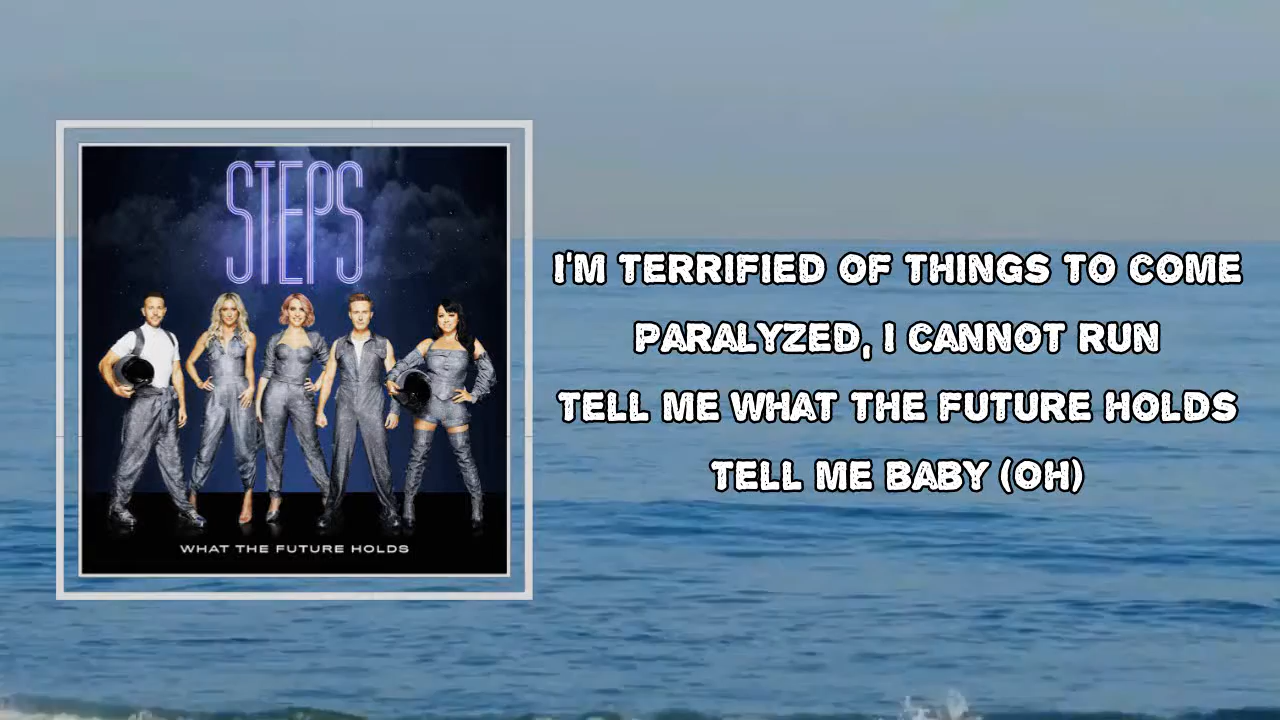 STEPS
WHAT THE FUTURE HOLDS
I'M TERRIFIED OF THINGS TO COME
PARALYZED, I CANNOT RUN
TELL ME WHAT THE FUTURE HOLDS
TELL ME BABY (OH)